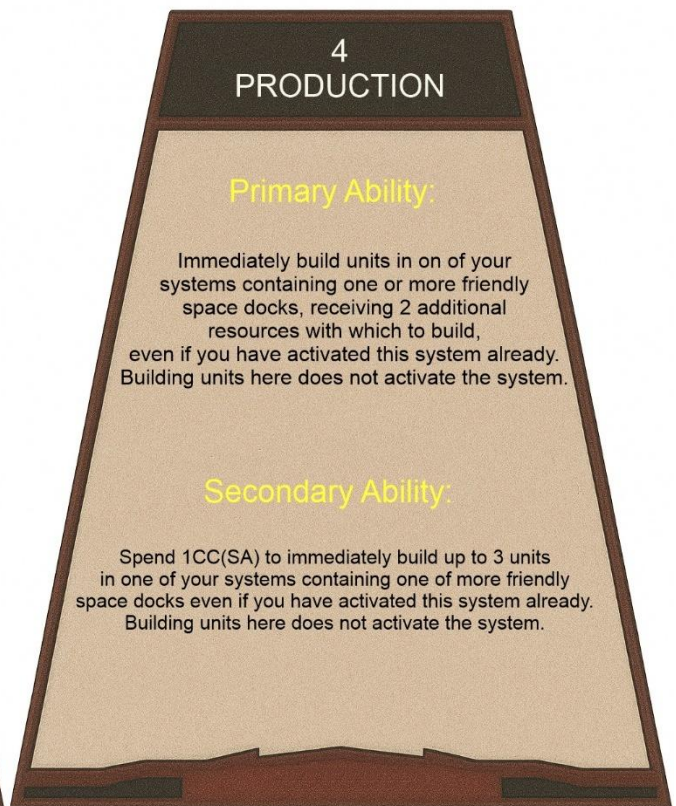 4
PRODUCTION
Primary Ability:
Immediately build units in on of your
systems containing one or more friendly
space docks, receiving 2 additional
resources with which to build,
even if you have activated this system already.
Building units here does not activate the system.
Secondary Ability:
Spend 1CC(SA) to immediately build up to 3 units
in one of your systems containing one of more friendly
space docks even if you have activated this system already.
Building units here does not activate the system.